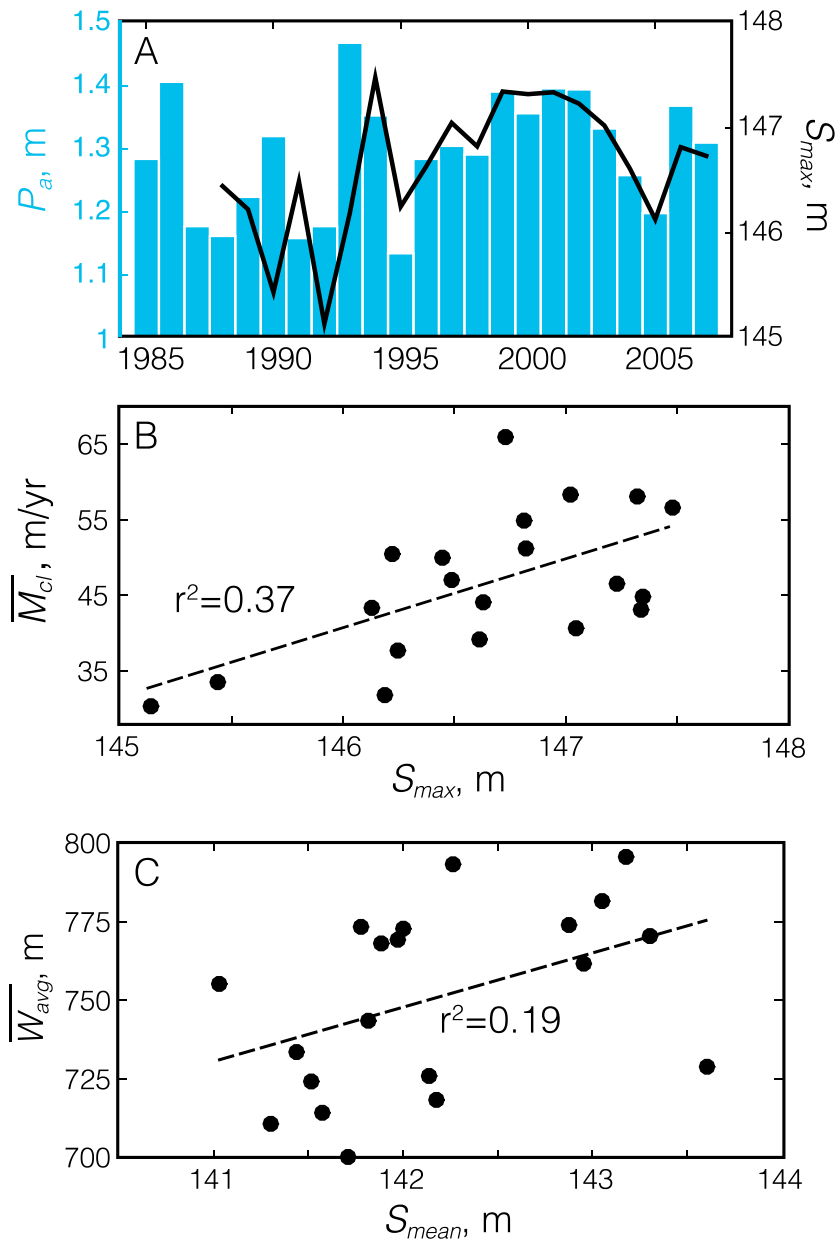 A
P_a, m
1.5
1.4
1.3
1.2
1.1
1
148
147
146
145
S_max, m
1985 1990 1995 2000 2005
B
M_cl, m/yr
65
55
45
35
r²=0.37
145 146 147 148
S_max, m
C
W_avg, m
800
775
750
725
700
r²=0.19
141 142 143 144
S_mean, m